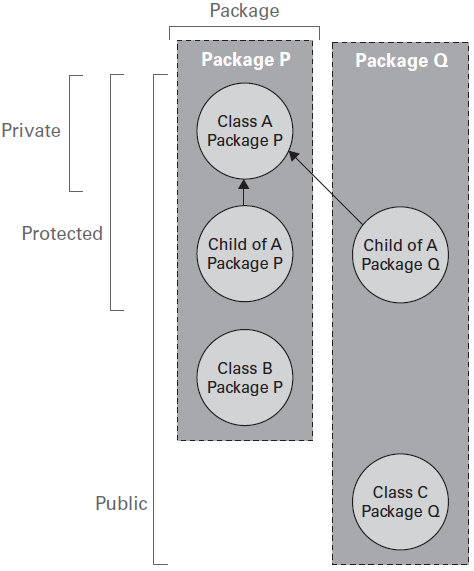 Package
Package P
Package Q
Private
Class A
Package P
Protected
Child of A
Package P
Child of A
Package Q
Class B
Package P
Public
Class C
Package Q